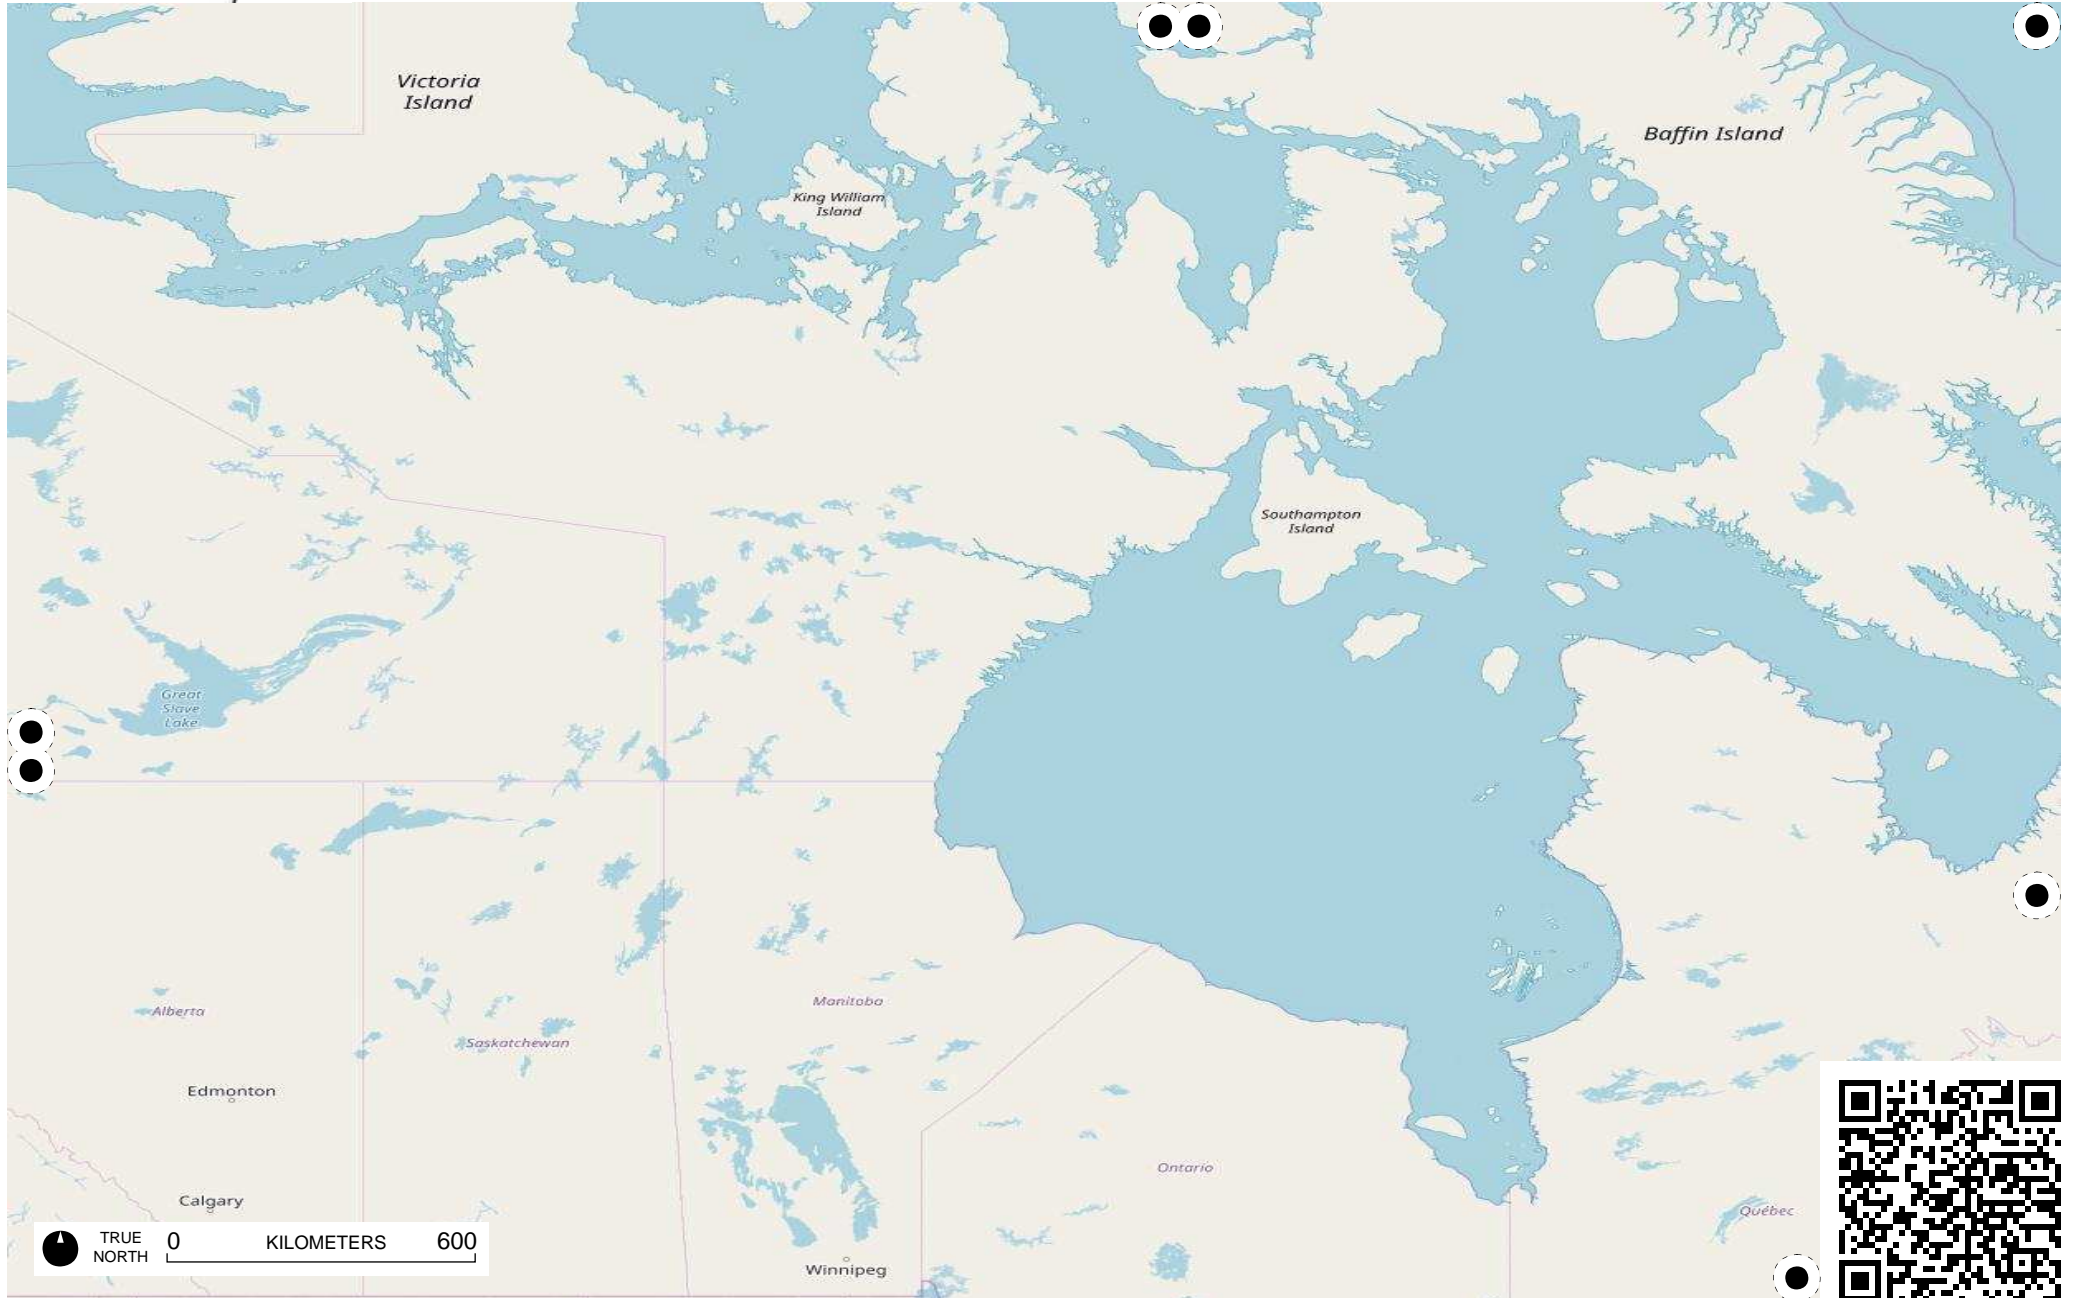 Victoria
Island
Baffin Island
King William
Island
Southampton
Island
Great
Slave
Lake
Manitoba
Alberta
Saskatchewan
Edmonton
Ontario
Calgary
Québec
TRUE
NORTH
0 KILOMETERS 600
Winnipeg